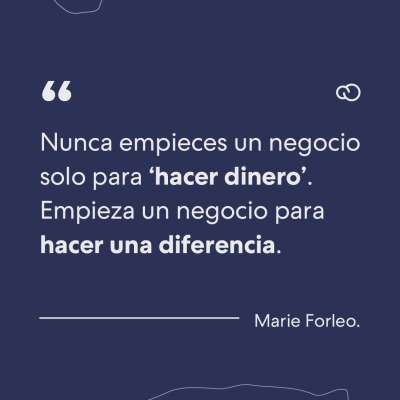 “
Nunca empieces un negocio
solo para ‘hacer dinero’.
Empieza un negocio para
hacer una diferencia.
Marie Forleo.